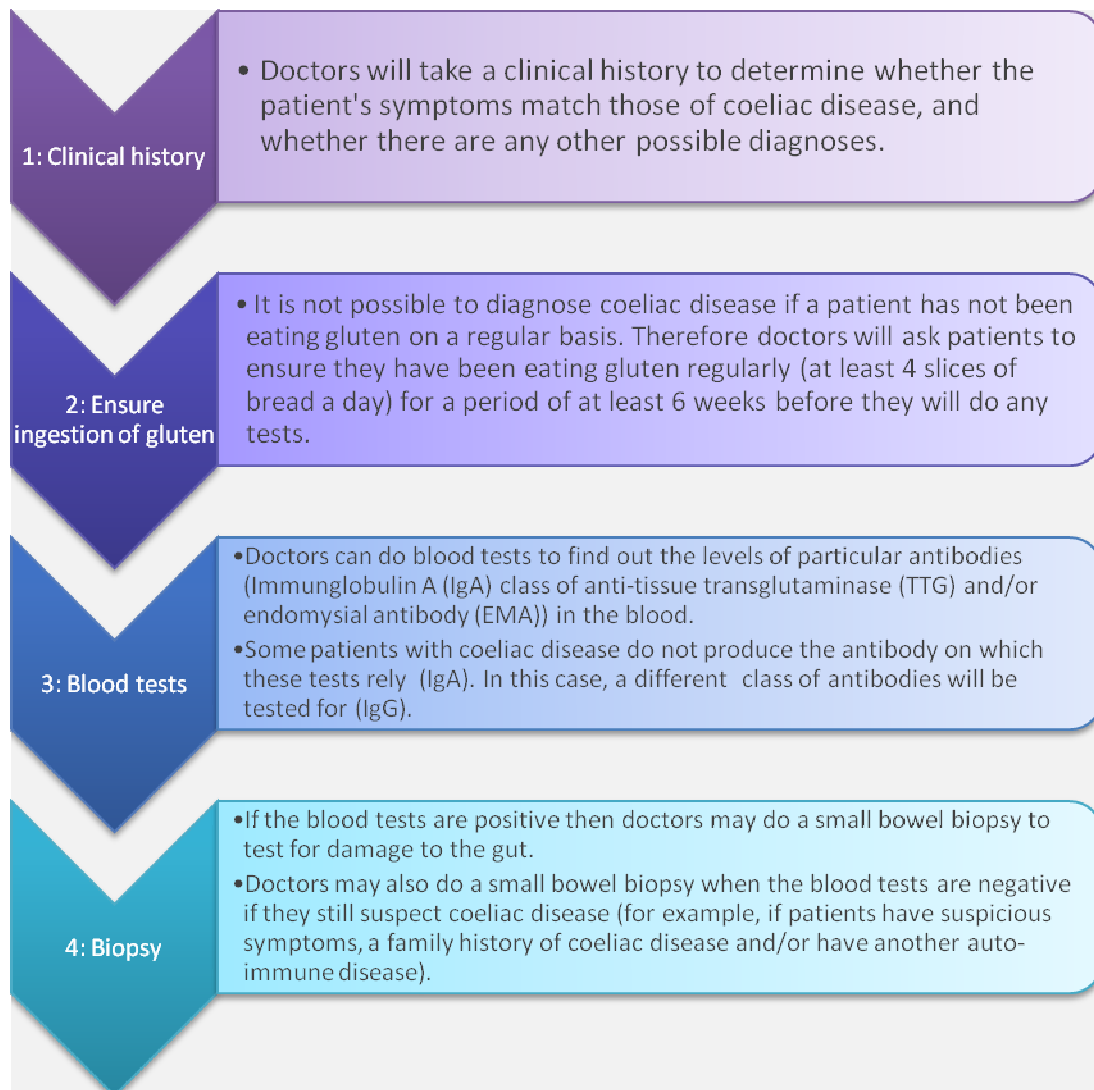 1: Clinical history
• Doctors will take a clinical history to determine whether the
patient's symptoms match those of coeliac disease, and
whether there are any other possible diagnoses.
2: Ensure
ingestion of gluten
• It is not possible to diagnose coeliac disease if a patient has not been
eating gluten on a regular basis. Therefore doctors will ask patients to
ensure they have been eating gluten regularly (at least 4 slices of
bread a day) for a period of at least 6 weeks before they will do any
tests.
3: Blood tests
•Doctors can do blood tests to find out the levels of particular antibodies
(Immunglobulin A (IgA) class of anti-tissue transglutaminase (TTG) and/or
endomysial antibody (EMA)) in the blood.
•Some patients with coeliac disease do not produce the antibody on which
these tests rely (IgA). In this case, a different class of antibodies will be
tested for (IgG).
4: Biopsy
•If the blood tests are positive then doctors may do a small bowel biopsy to
test for damage to the gut.
•Doctors may also do a small bowel biopsy when the blood tests are negative
if they still suspect coeliac disease (for example, if patients have suspicious
symptoms, a family history of coeliac disease and/or have another auto-
immune disease).